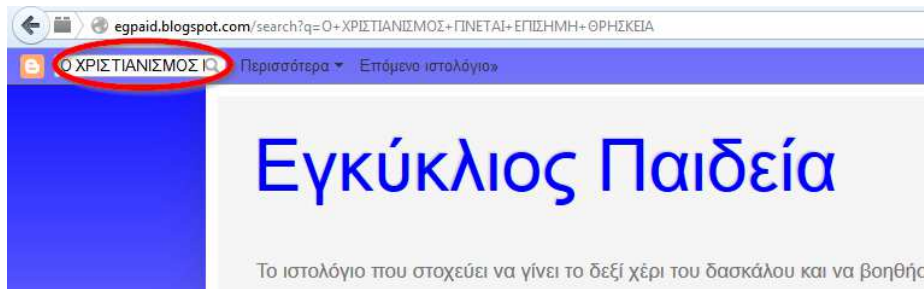 egpaid.blogspot.com/search?q=Ο+ΧΡΙΣΤΙΑΝΙΣΜΟΣ+ΓΙΝΕΤΑΙ+ΕΠΙΣΗΜΗ+ΘΡΗΣΚΕΙΑ
Ο ΧΡΙΣΤΙΑΝΙΣΜΟΣ Περισσότερα Επόμενο ιστολόγιο»
Εγκύκλιος Παιδεία
Το ιστολόγιο που στοχεύει να γίνει το δεξί χέρι του δασκάλου και να